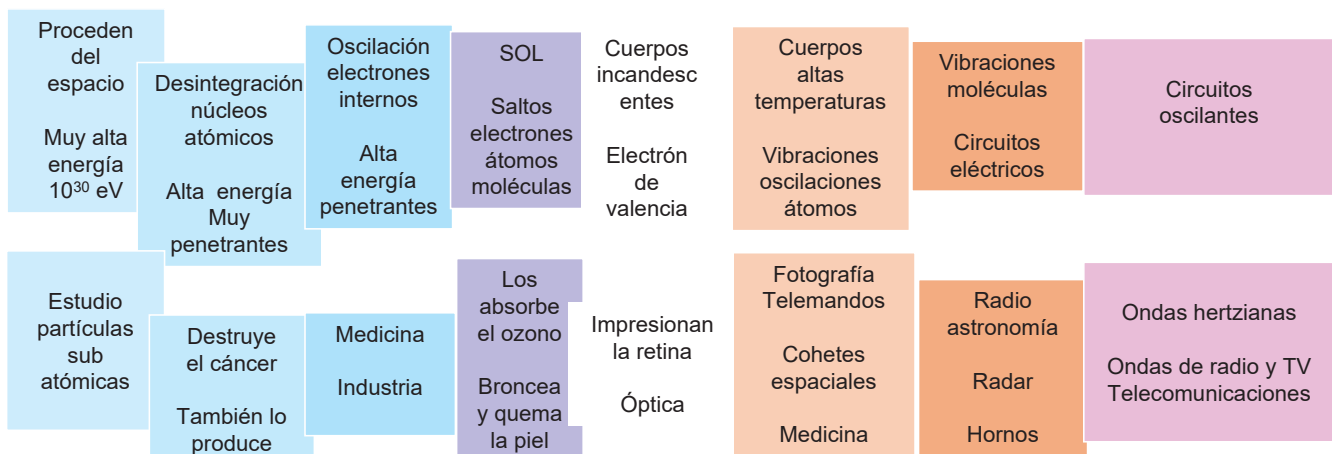 Proceden
del
espacio
Muy alta
energía
10³⁰ eV
Desintegración
núcleos
atómicos
Alta energía
Muy
penetrantes
Oscilación
electrones
internos
Alta
energía
penetrantes
SOL
Saltos
electrones
átomos
moléculas
Cuerpos
incandesc
entes
Electrón
de
valencia
Cuerpos
altas
temperaturas
Vibraciones
oscilaciones
átomos
Vibraciones
moléculas
Circuitos
eléctricos
Circuitos
oscilantes
Estudio
partículas
sub
atómicas
Destruye
el cáncer
También lo
produce
Medicina
Industria
Los
absorbe
el ozono
Broncea
y quema
la piel
Impresionan
la retina
Óptica
Fotografía
Telemandos
Cohetes
espaciales
Medicina
Radio
astronomía
Radar
Hornos
Ondas hertzianas
Ondas de radio y TV
Telecomunicaciones